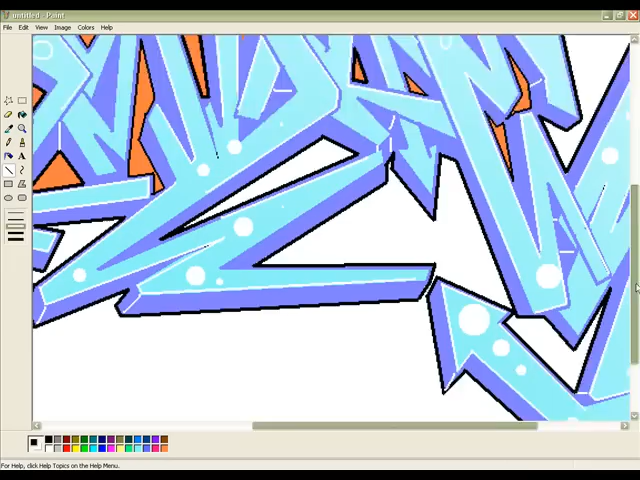 untitled - Paint
File Edit View Image Colors Help
A
For Help, click Help Topics on the Help Menu.